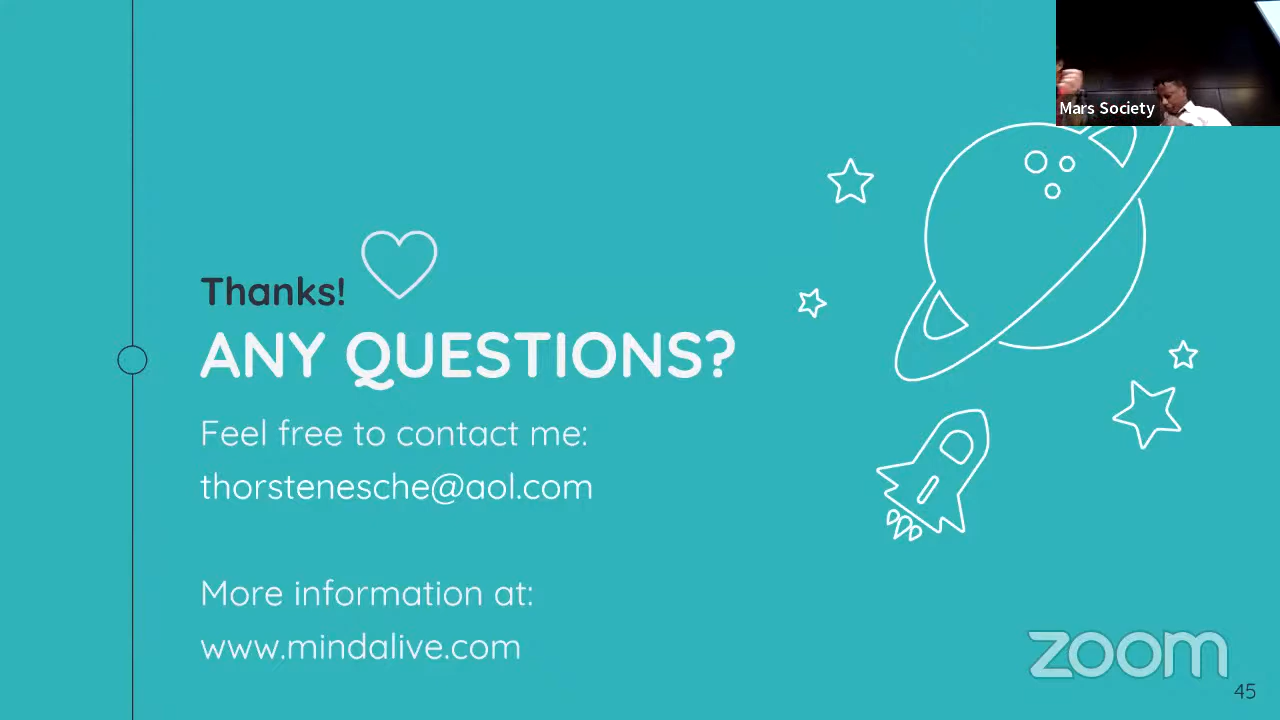 Mars Society
Thanks!
ANY QUESTIONS?
Feel free to contact me:
thorstenesche@aol.com
More information at:
www.mindalive.com
zoom
45